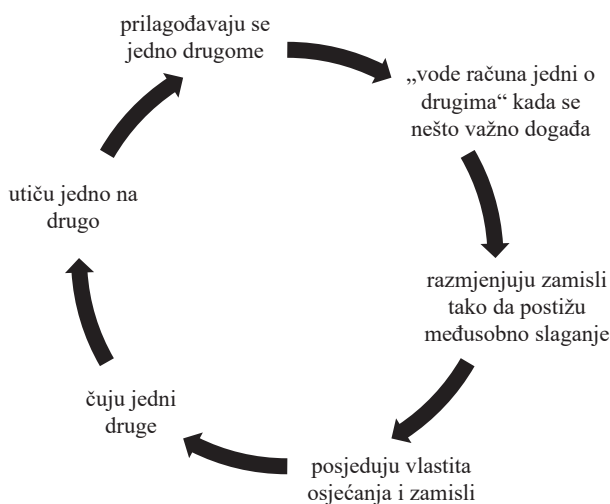 prilagođavaju se
jedno drugome
„vode računa jedni o
drugima“ kada se
nešto važno događa
razmjenjuju zamisli
tako da postižu
međusobno slaganje
posjeduju vlastita
osjećanja i zamisli
čuju jedni
druge
utiču jedno na
drugo